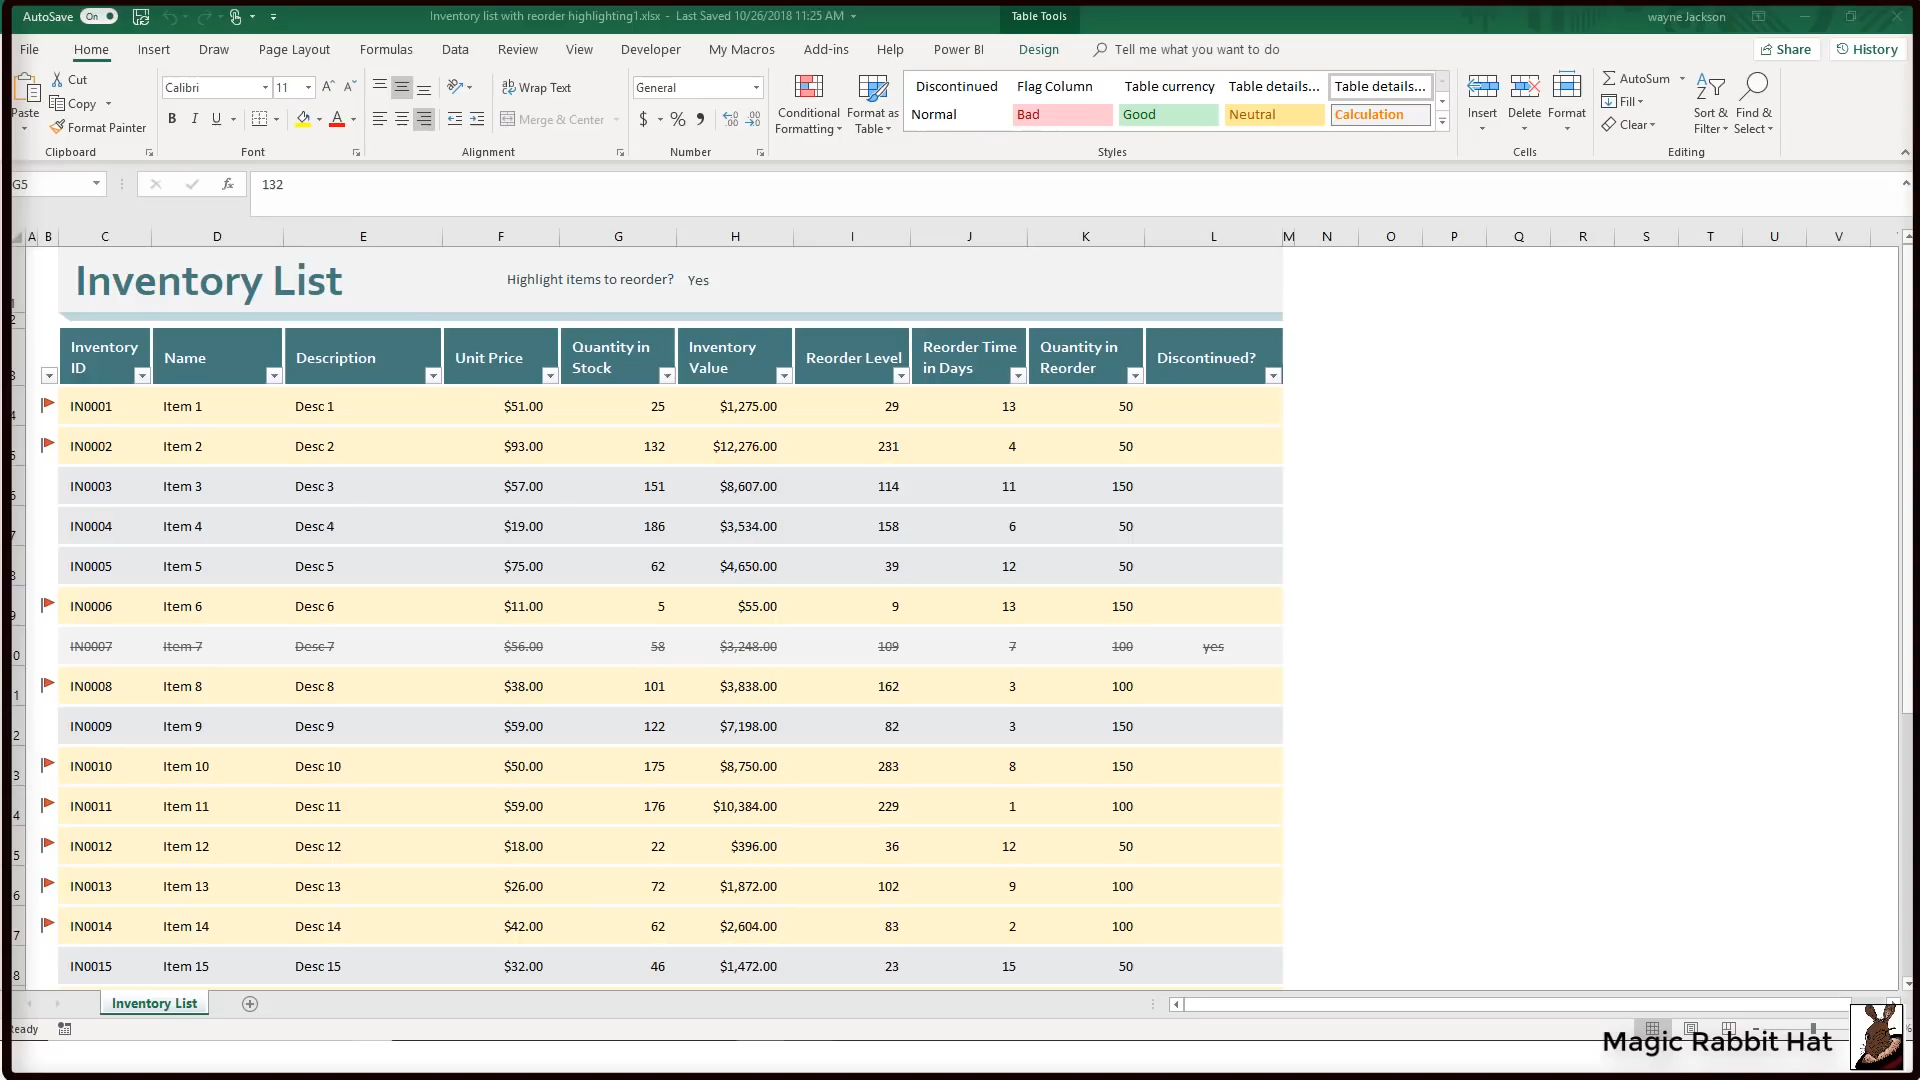 AutoSave On Inventory list with reorder highlighting1.xlsx - Last Saved 10/26/2018 11:25 AM Table Tools wayne Jackson
File Home Insert Draw Page Layout Formulas Data Review View Developer My Macros Add-ins Help Power BI Design Tell me what you want to do Share History
Paste Cut Copy Format Painter
Clipboard
Calibri 11
B I U A
Font
Wrap Text
Merge & Center
Alignment
General
$ % ,
Number
Conditional Formatting Format as Table
Discontinued Flag Column Table currency Table details... Table details...
Normal Bad Good Neutral Calculation
Styles
Insert Delete Format
Cells
AutoSum Fill Clear Sort & Filter Find & Select
Editing
G5 fx 132
A B C D E F G H I J K L M N O P Q R S T U V
Inventory List Highlight items to reorder? Yes
Inventory ID Name Description Unit Price Quantity in Stock Inventory Value Reorder Level Reorder Time in Days Quantity in Reorder Discontinued?
IN0001 Item 1 Desc 1 $51.00 25 $1,275.00 29 13 50
IN0002 Item 2 Desc 2 $93.00 132 $12,276.00 231 4 50
IN0003 Item 3 Desc 3 $57.00 151 $8,607.00 114 11 150
IN0004 Item 4 Desc 4 $19.00 186 $3,534.00 158 6 50
IN0005 Item 5 Desc 5 $75.00 62 $4,650.00 39 12 50
IN0006 Item 6 Desc 6 $11.00 5 $55.00 9 13 150
IN0007 Item 7 Desc 7 $56.00 58 $3,248.00 109 7 100 yes
IN0008 Item 8 Desc 8 $38.00 101 $3,838.00 162 3 100
IN0009 Item 9 Desc 9 $59.00 122 $7,198.00 82 3 150
IN0010 Item 10 Desc 10 $50.00 175 $8,750.00 283 8 150
IN0011 Item 11 Desc 11 $59.00 176 $10,384.00 229 1 100
IN0012 Item 12 Desc 12 $18.00 22 $396.00 36 12 50
IN0013 Item 13 Desc 13 $26.00 72 $1,872.00 102 9 100
IN0014 Item 14 Desc 14 $42.00 62 $2,604.00 83 2 100
IN0015 Item 15 Desc 15 $32.00 46 $1,472.00 23 15 50
Inventory List
Ready
Magic Rabbit Hat